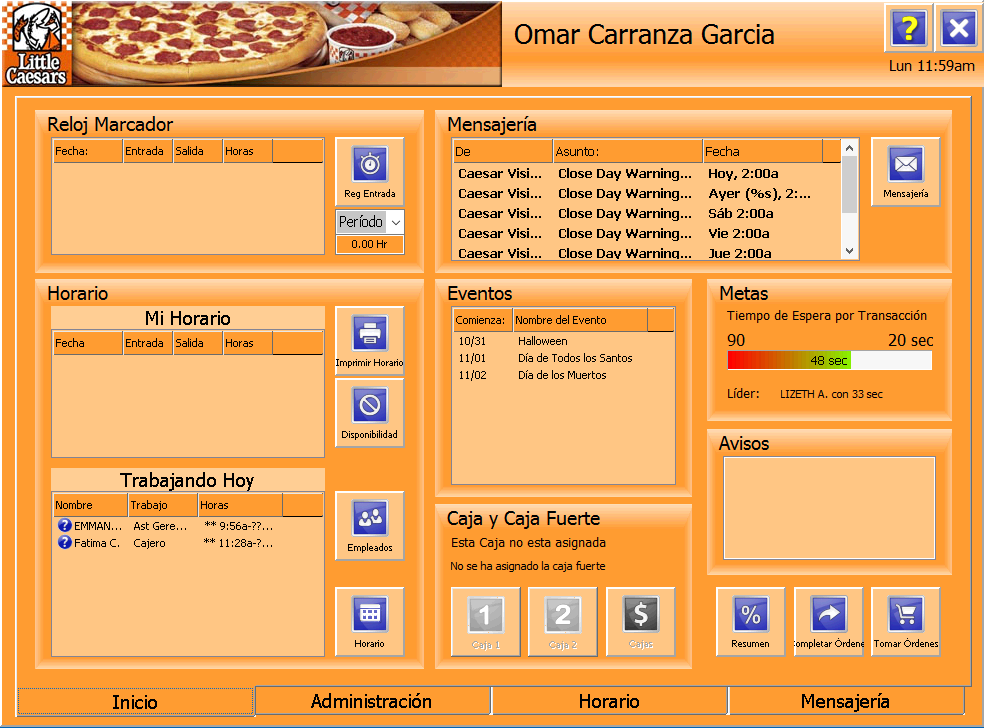 Little
Caesars
Omar Carranza Garcia
?
Lun 11:59am
Reloj Marcador
Fecha: Entrada Salida Horas
Reg Entrada
Período
0.00 Hr
Mensajería
De Asunto: Fecha
Caesar Visi... Close Day Warning... Hoy, 2:00a
Caesar Visi... Close Day Warning... Ayer (%s), 2:...
Caesar Visi... Close Day Warning... Sáb 2:00a
Caesar Visi... Close Day Warning... Vie 2:00a
Caesar Visi... Close Day Warning... Jue 2:00a
Mensajería
Horario
Mi Horario
Fecha Entrada Salida Horas
Imprimir Horario
Disponibilidad
Trabajando Hoy
Nombre Trabajo Horas
? EMMAN... Ast Gere... ** 9:56a-??...
? Fatima C. Cajero ** 11:28a-?...
Empleados
Horario
Eventos
Comienza: Nombre del Evento
10/31 Halloween
11/01 Día de Todos los Santos
11/02 Día de los Muertos
Caja y Caja Fuerte
Esta Caja no esta asignada
No se ha asignado la caja fuerte
1 2 $
Caja 1 Caja 2 Cajas
Metas
Tiempo de Espera por Transacción
90 20 sec
48 sec
Líder: LIZETH A. con 33 sec
Avisos
%
Resumen ompletar Órdene Tomar Órdenes
Inicio Administración Horario Mensajería